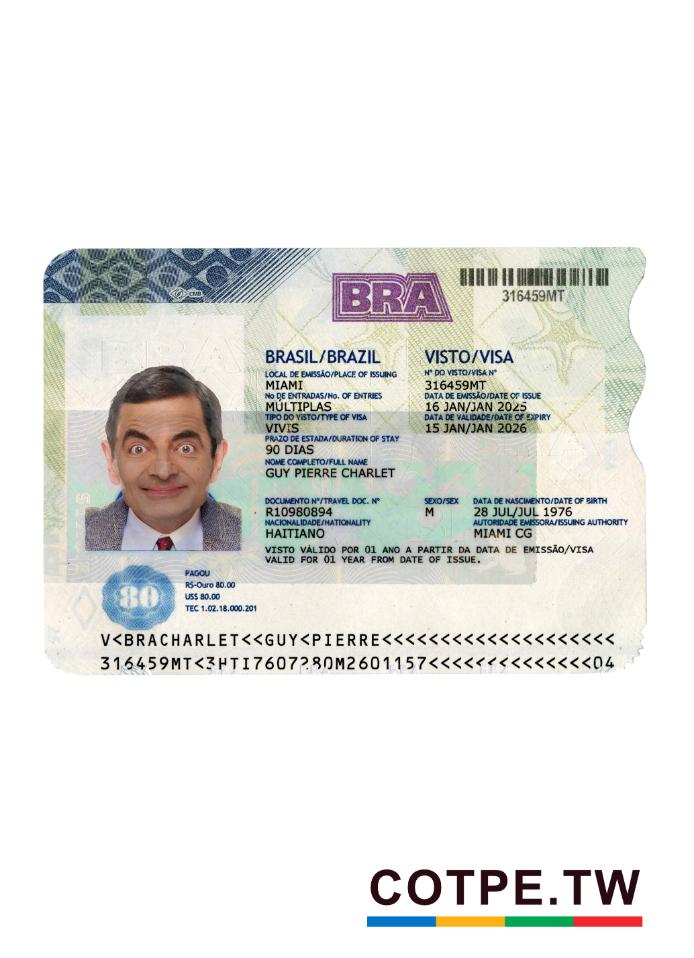 CMB
BRA
316459MT
BRASIL/BRAZIL
VISTO/VISA
LOCAL DE EMISSÃO/PLACE OF ISSUING
MIAMI
Nº DO VISTO/VISA Nº
316459MT
No DE ENTRADAS/No. OF ENTRIES
MÚLTIPLAS
DATA DE EMISSÃO/DATE OF ISSUE
16 JAN/JAN 2025
TIPO DO VISTO/TYPE OF VISA
VIVIS
DATA DE VALIDADE/DATE OF EXPIRY
15 JAN/JAN 2026
PRAZO DE ESTADA/DURATION OF STAY
90 DIAS
NOME COMPLETO/FULL NAME
GUY PIERRE CHARLET
DOCUMENTO Nº/TRAVEL DOC. Nº
R10980894
SEXO/SEX
M
DATA DE NASCIMENTO/DATE OF BIRTH
28 JUL/JUL 1976
NACIONALIDADE/NATIONALITY
HAITIANO
AUTORIDADE EMISSORA/ISSUING AUTHORITY
MIAMI CG
VISTO VÁLIDO POR 01 ANO A PARTIR DA DATA DE EMISSÃO/VISA
VALID FOR 01 YEAR FROM DATE OF ISSUE.
80
PAGOU
R$-Ouro 80.00
US$ 80.00
TEC 1.02.18.000.201
V<BRACHARLET<<GUY<PIERRE<<<<<<<<<<<<<<<<<<<<
316459MT<3HTI7607280M2601157<<<<<<<<<<<<<<04
COTPE.TW